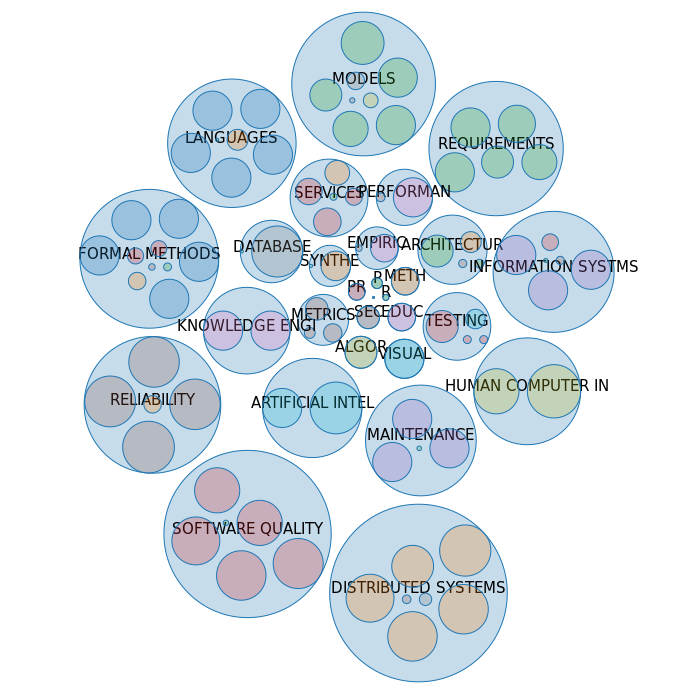 MODELS
LANGUAGES
REQUIREMENTS
SERVICES
PERFORMAN
DATABASE
EMPIRIC
ARCHITECTUR
FORMAL METHODS
SYNTHE
INFORMATION SYSTMS
PR
R
METH
R
METRICS
SEC
EDUC
TESTING
KNOWLEDGE ENGI
ALGOR
VISUAL
HUMAN COMPUTER IN
RELIABILITY
ARTIFICIAL INTEL
MAINTENANCE
SOFTWARE QUALITY
DISTRIBUTED SYSTEMS